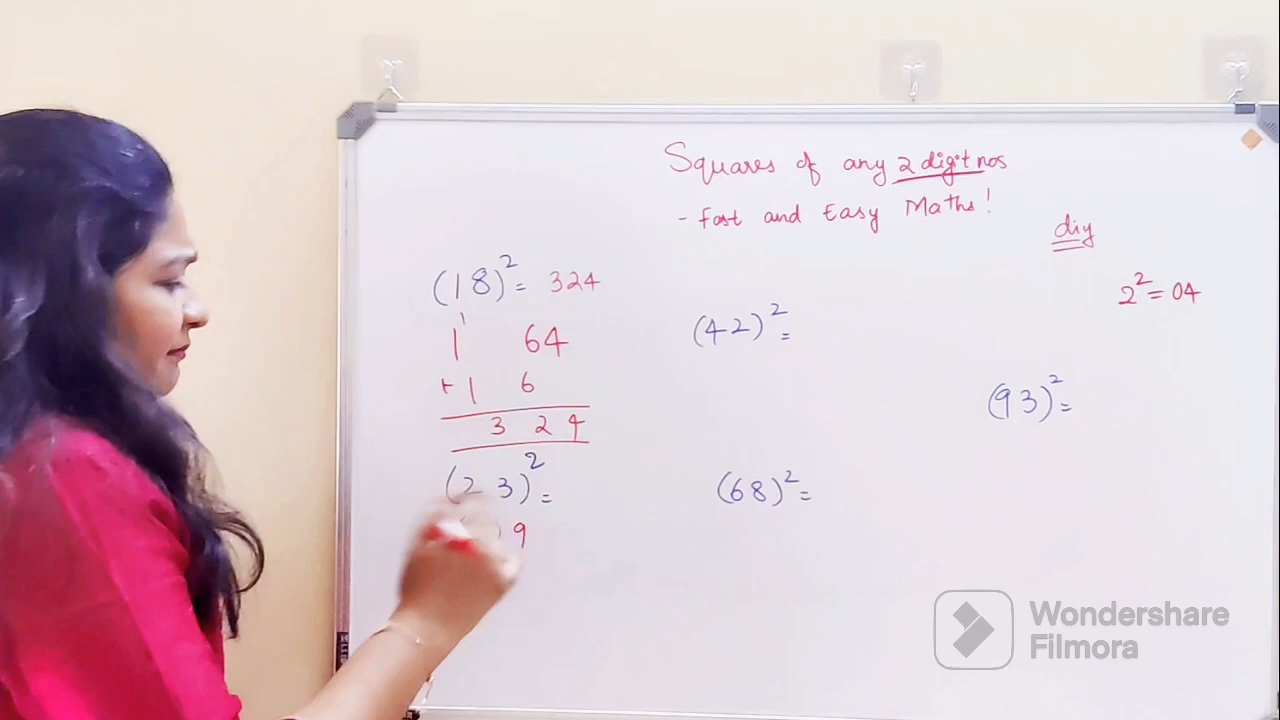 Squares of any 2 digit nos
- Fast and Easy Maths!
diy
2² = 04
(18)² = 324
1
1 64
+ 1 6
3 2 4
(23)² =
9
(42)² =
(68)² =
(93)² =
Wondershare
Filmora